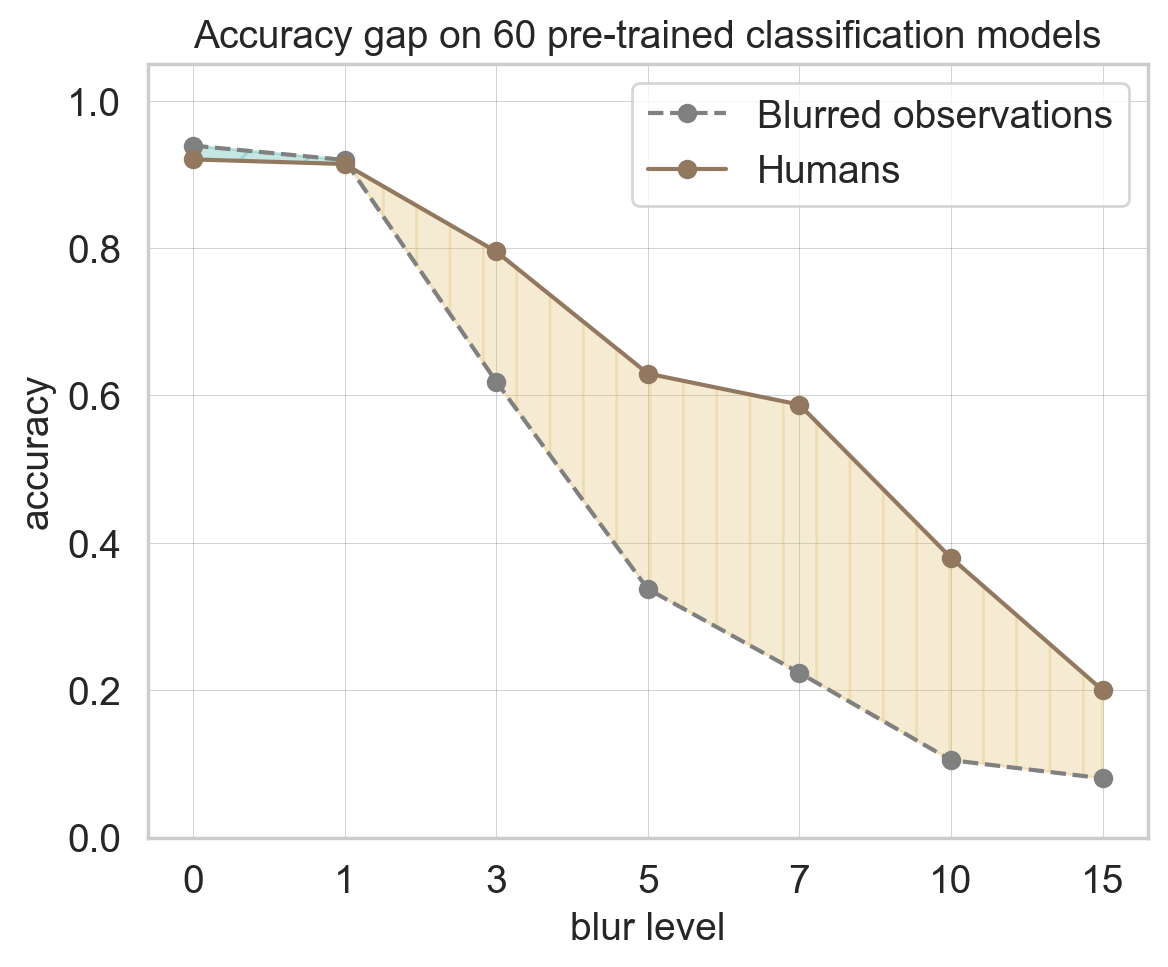 Accuracy gap on 60 pre-trained classification models
Blurred observations
Humans
accuracy
1.0
0.8
0.6
0.4
0.2
0.0
0 1 3 5 7 10 15
blur level